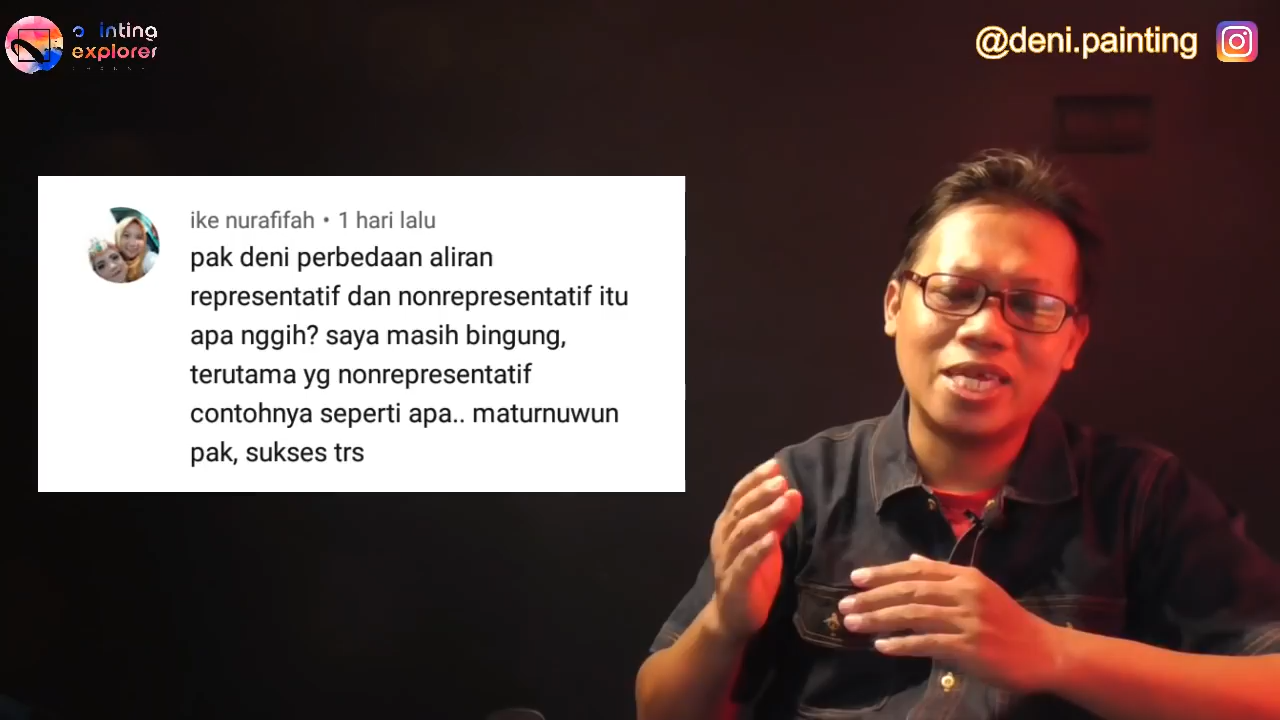 explorer
@deni.painting
ike nurafifah • 1 hari lalu
pak deni perbedaan aliran
representatif dan nonrepresentatif itu
apa nggih? saya masih bingung,
terutama yg nonrepresentatif
contohnya seperti apa.. maturnuwun
pak, sukses trs